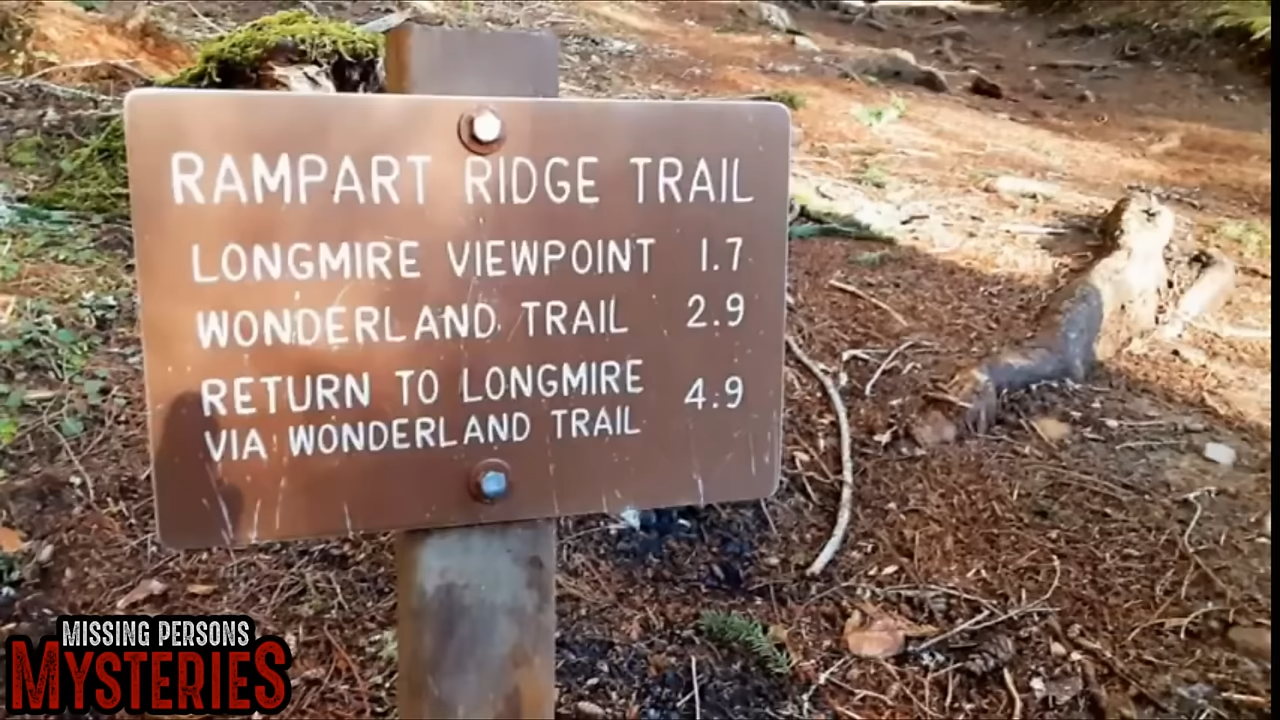 RAMPART RIDGE TRAIL
LONGMIRE VIEWPOINT 1.7
WONDERLAND TRAIL 2.9
RETURN TO LONGMIRE 4.9
VIA WONDERLAND TRAIL
MISSING PERSONS
MYSTERIES